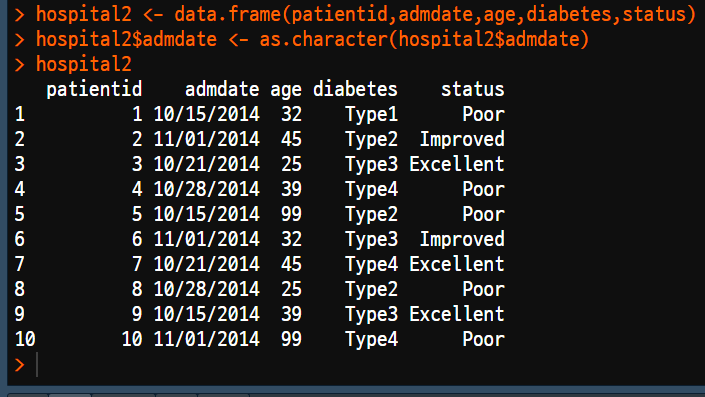 > hospital2 <- data.frame(patientid,admdate,age,diabetes,status)
> hospital2$admdate <- as.character(hospital2$admdate)
> hospital2
   patientid    admdate age diabetes    status
1          1 10/15/2014  32    Type1      Poor
2          2 11/01/2014  45    Type2  Improved
3          3 10/21/2014  25    Type3 Excellent
4          4 10/28/2014  39    Type4      Poor
5          5 10/15/2014  99    Type2      Poor
6          6 11/01/2014  32    Type3  Improved
7          7 10/21/2014  45    Type4 Excellent
8          8 10/28/2014  25    Type2      Poor
9          9 10/15/2014  39    Type3 Excellent
10        10 11/01/2014  99    Type4      Poor
>